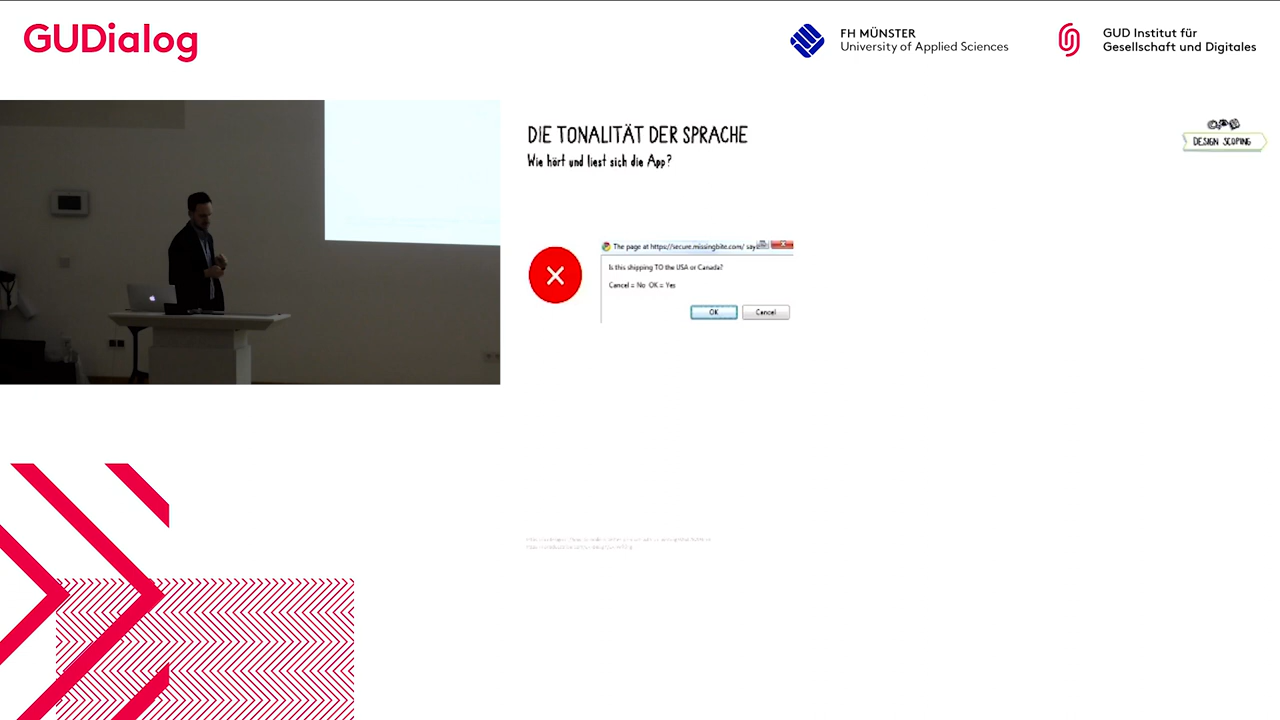 GUDialog
FH MÜNSTER
University of Applied Sciences
GUD Institut für
Gesellschaft und Digitales
DIE TONALITÄT DER SPRACHE
Wie hört und liest sich die App?
DESIGN SCOPING
The page at https://secure.missingbite.com/ say
Is this shipping TO the USA or Canada?
Cancel = No OK = Yes
OK
Cancel